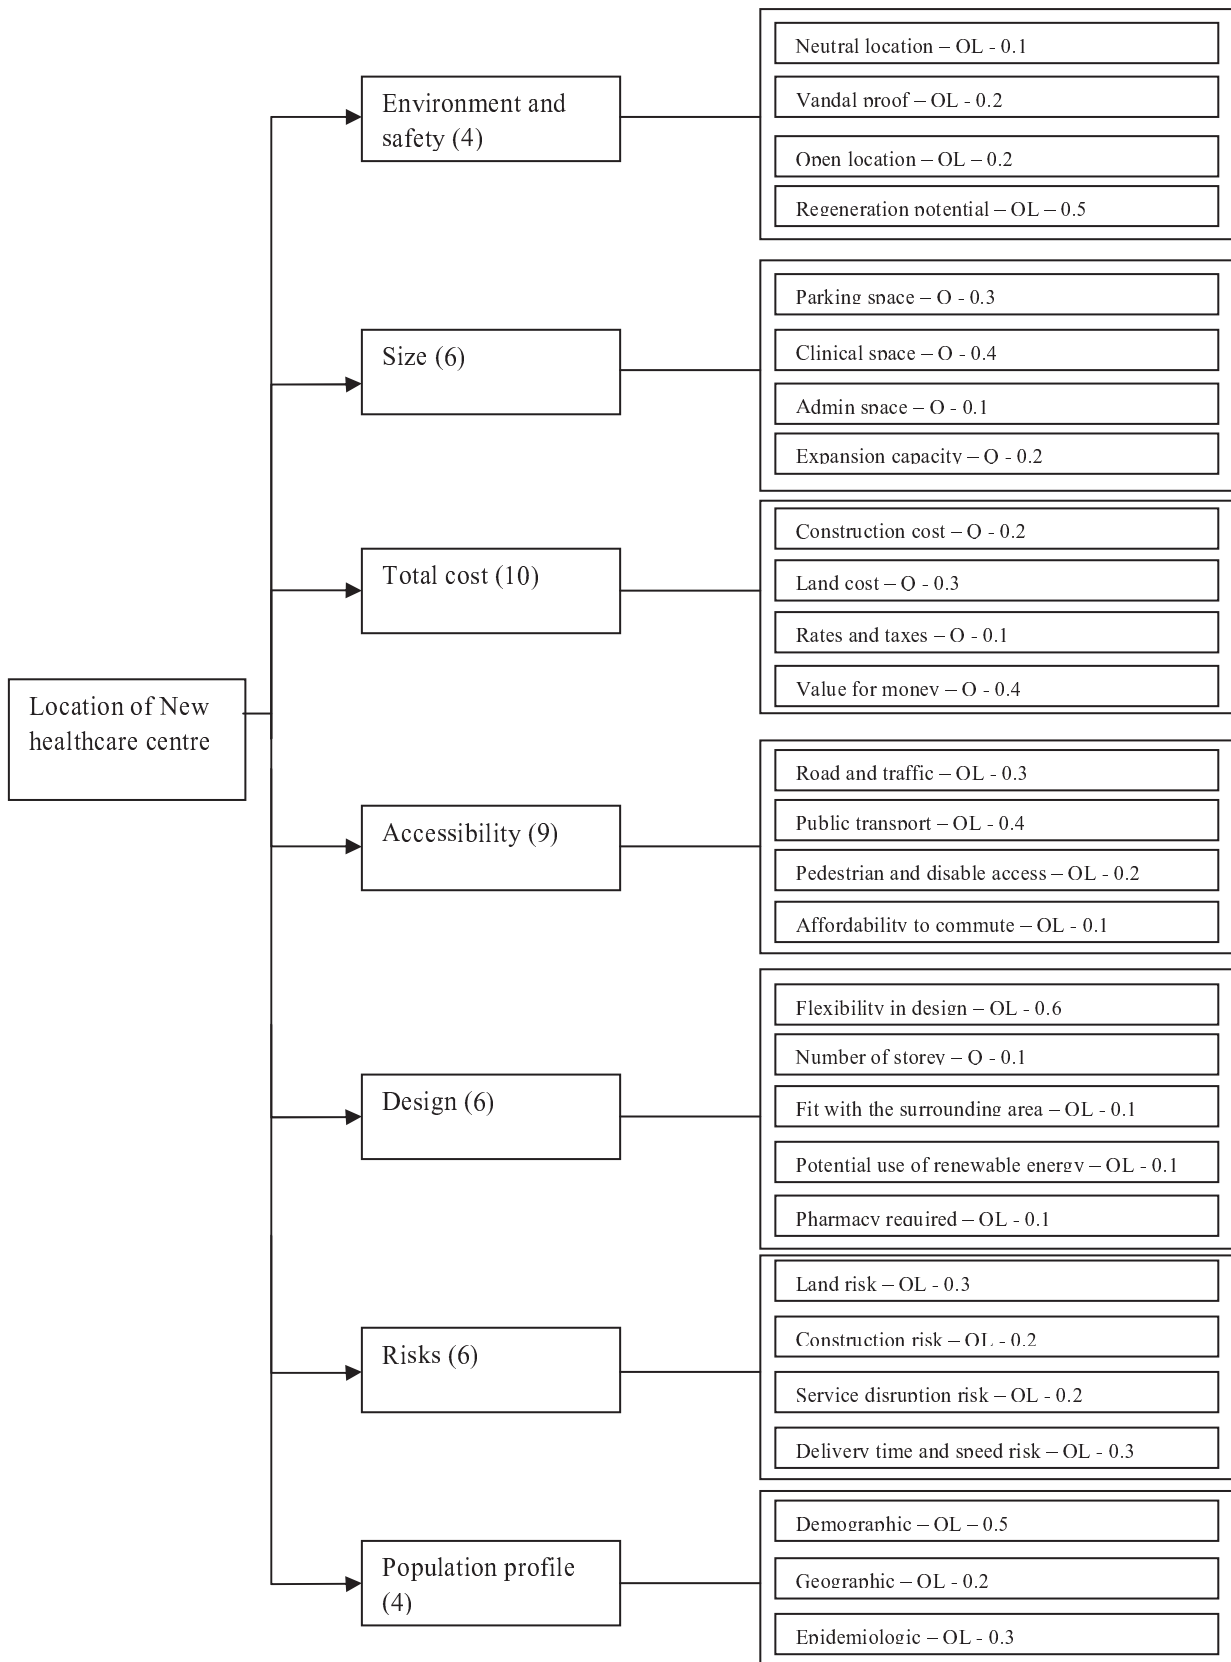 Location of New
healthcare centre
Environment and
safety (4)
Neutral location – OL - 0.1
Vandal proof – OL - 0.2
Open location – OL – 0.2
Regeneration potential – OL – 0.5
Size (6)
Parking space – O - 0.3
Clinical space – O - 0.4
Admin space – O - 0.1
Expansion capacity – O - 0.2
Total cost (10)
Construction cost – O - 0.2
Land cost – O - 0.3
Rates and taxes – O - 0.1
Value for money – O - 0.4
Accessibility (9)
Road and traffic – OL - 0.3
Public transport – OL - 0.4
Pedestrian and disable access – OL - 0.2
Affordability to commute – OL - 0.1
Design (6)
Flexibility in design – OL - 0.6
Number of storey – O - 0.1
Fit with the surrounding area – OL - 0.1
Potential use of renewable energy – OL - 0.1
Pharmacy required – OL - 0.1
Risks (6)
Land risk – OL - 0.3
Construction risk – OL - 0.2
Service disruption risk – OL - 0.2
Delivery time and speed risk – OL - 0.3
Population profile
(4)
Demographic – OL – 0.5
Geographic – OL - 0.2
Epidemiologic – OL - 0.3